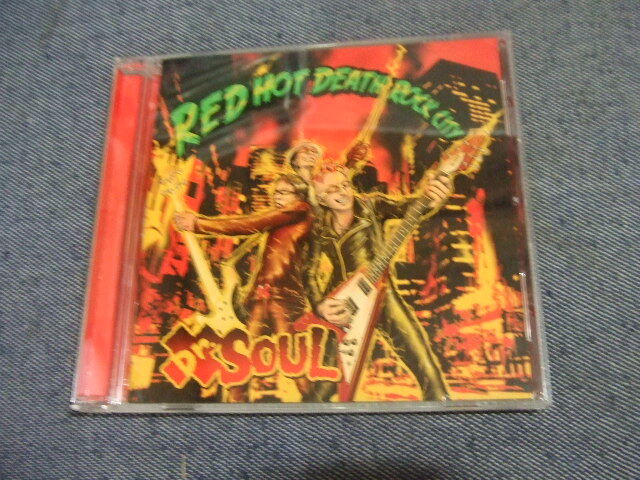 RED HOT DEATH ROCK CITY
SOUL